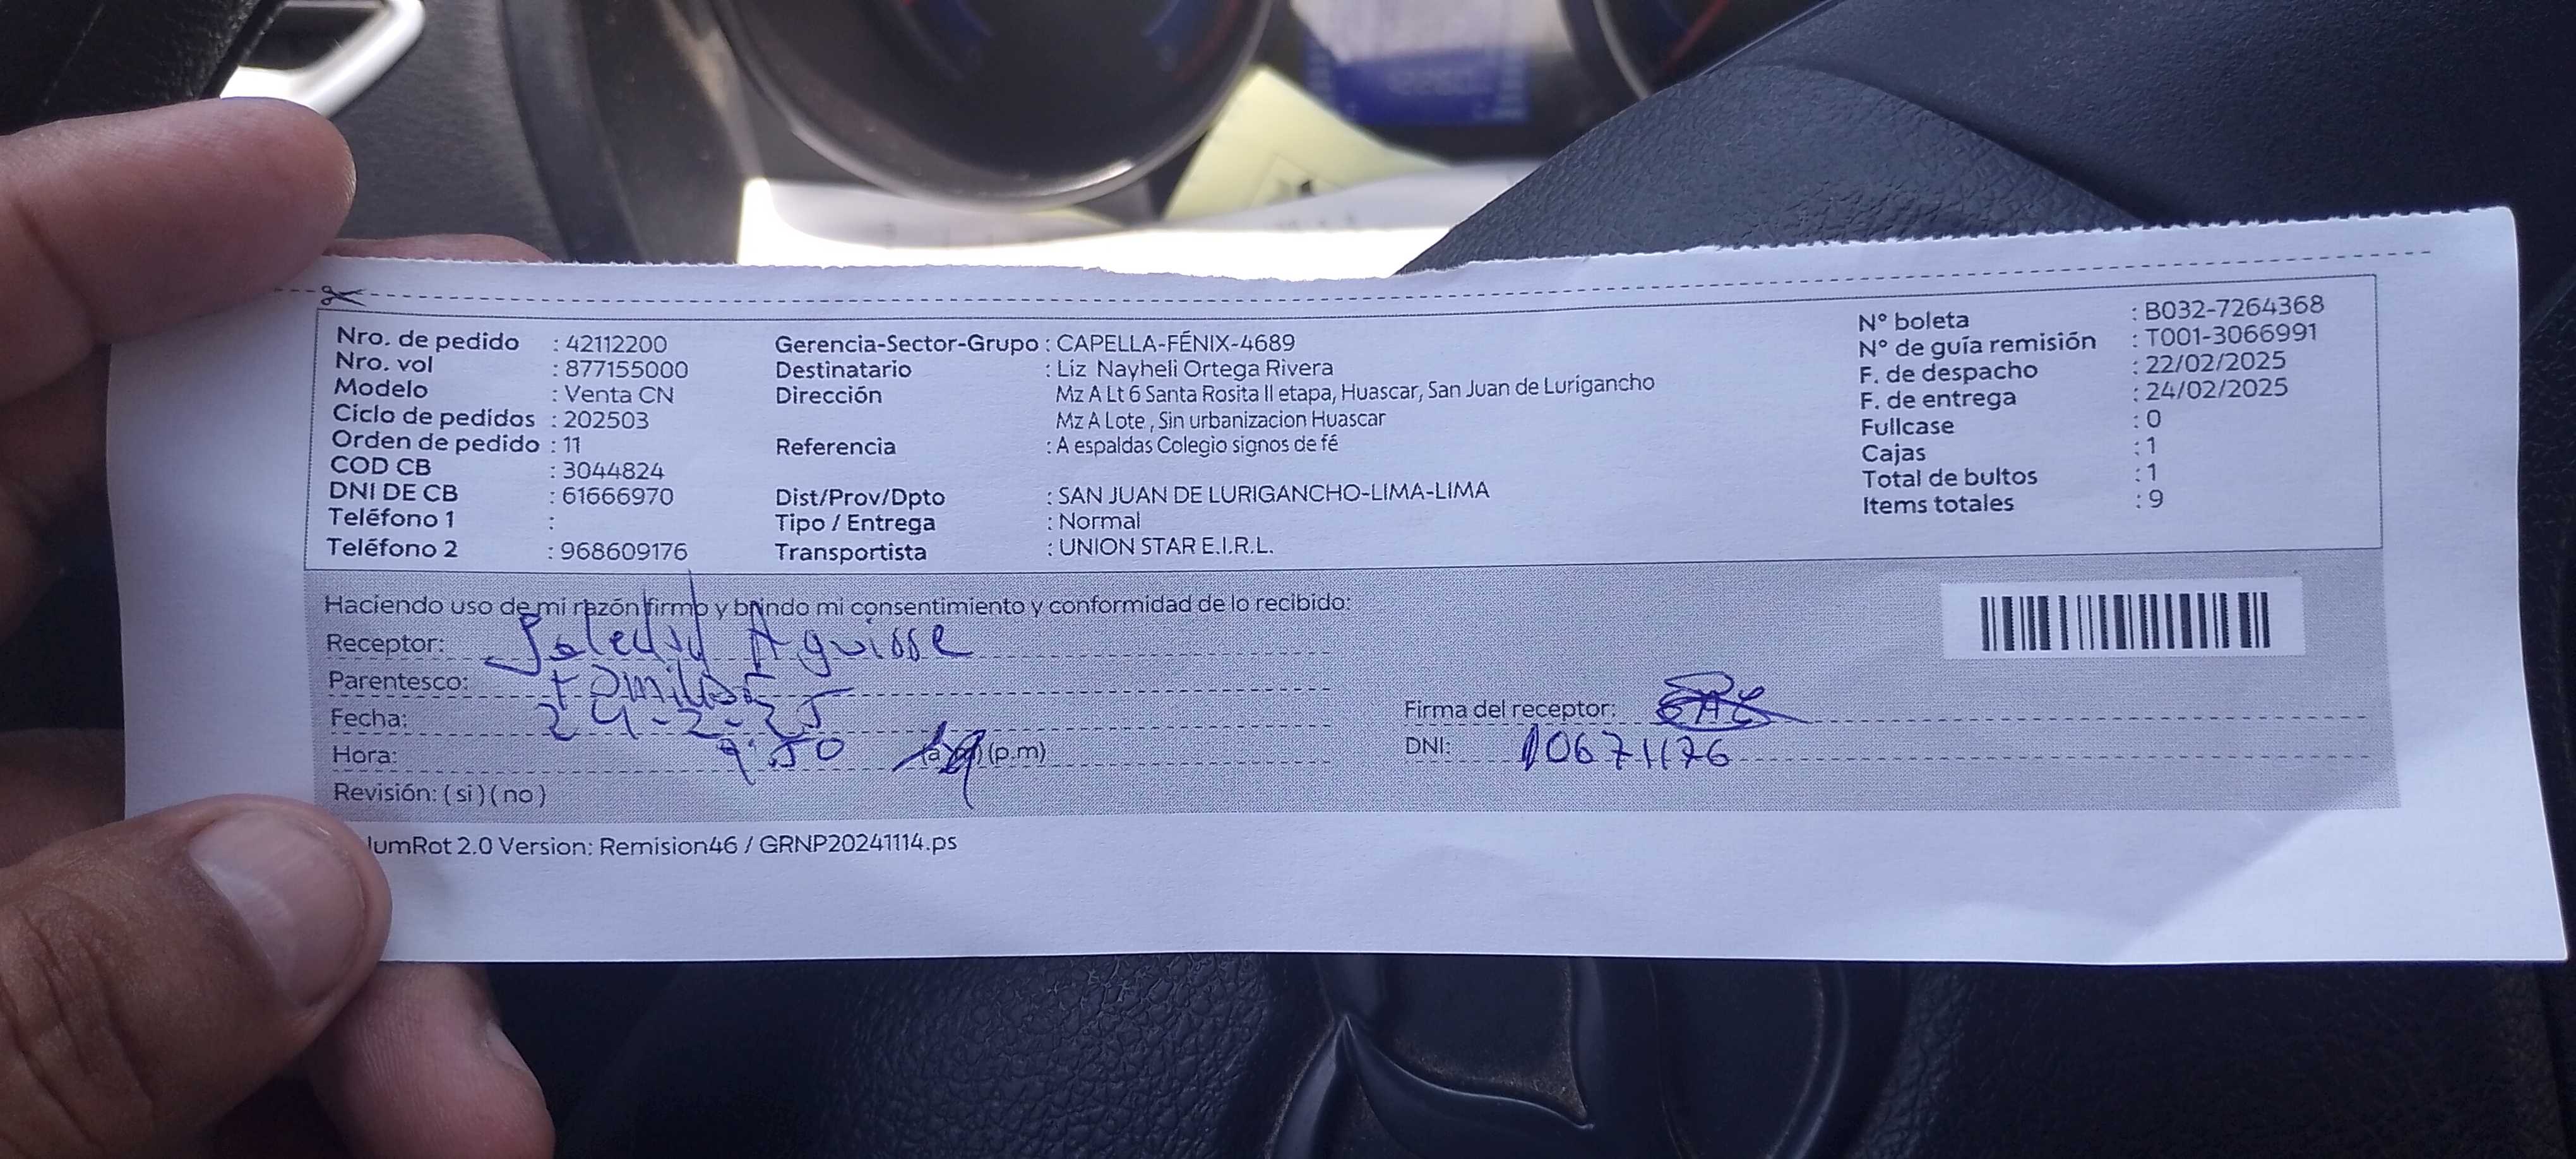 Nro. de pedido : 42112200
Nro. vol : 877155000
Modelo : Venta CN
Ciclo de pedidos : 202503
Orden de pedido : 11
COD CB : 3044824
DNI DE CB : 61666970
Teléfono 1 :
Teléfono 2 : 968609176
Gerencia-Sector-Grupo : CAPELLA-FÉNIX-4689
Destinatario : Liz Nayheli Ortega Rivera
Dirección Mz A Lt 6 Santa Rosita II etapa, Huascar, San Juan de Lurigancho
Mz A Lote , Sin urbanizacion Huascar
Referencia : A espaldas Colegio signos de fé
Dist/Prov/Dpto : SAN JUAN DE LURIGANCHO-LIMA-LIMA
Tipo / Entrega : Normal
Transportista : UNION STAR E.I.R.L.
N° boleta : B032-7264368
N° de guía remisión : T001-3066991
F. de despacho : 22/02/2025
F. de entrega : 24/02/2025
Fullcase : 0
Cajas : 1
Total de bultos : 1
Items totales : 9
Haciendo uso de mi razón firmo y brindo mi consentimiento y conformidad de lo recibido:
Receptor: Soledad
Parentesco:
Fecha: 24-2-25
Hora: 9:50 (p.m)
Revisión: ( si ) ( no )
Firma del receptor:
DNI: 10671176
umRot 2.0 Version: Remision46 / GRNP20241114.ps